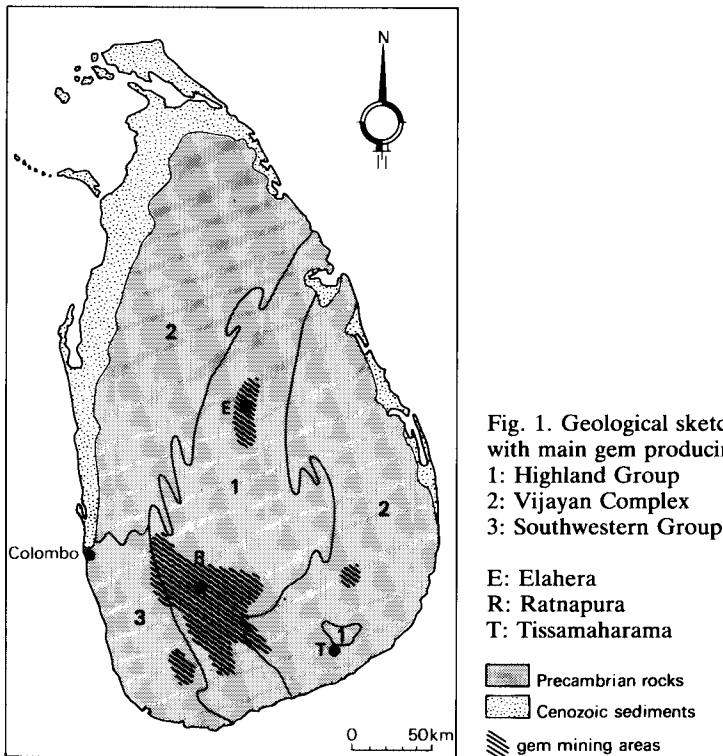 N
2
E
1
2
Colombo
R
3
1
T
0 50km
Fig. 1. Geological sketc
with main gem producin
1: Highland Group
2: Vijayan Complex
3: Southwestern Group
E: Elahera
R: Ratnapura
T: Tissamaharama
Precambrian rocks
Cenozoic sediments
gem mining areas